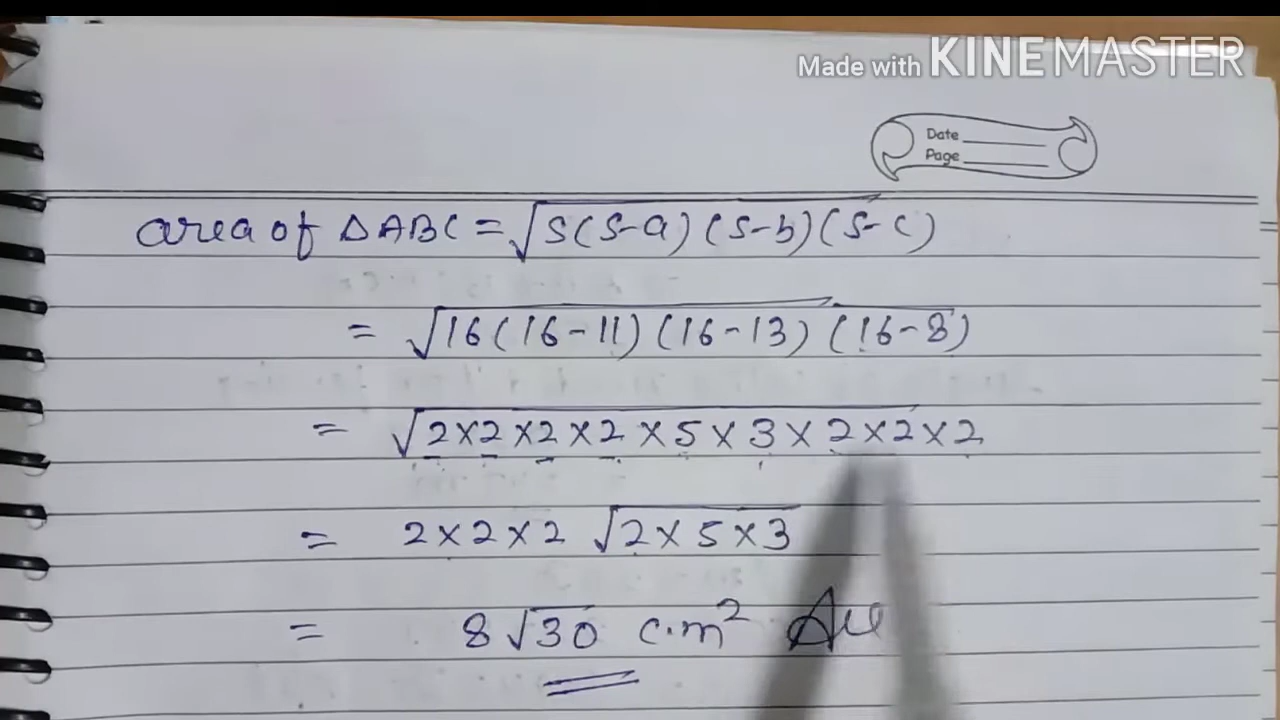 Made with KINEMASTER
Date
Page
area of ΔABC = √s(s-a)(s-b)(s-c)
= √16(16-11)(16-13)(16-8)
= √2×2×2×2×5×3×2×2×2
= 2×2×2 √2×5×3
= 8√30 c.m²